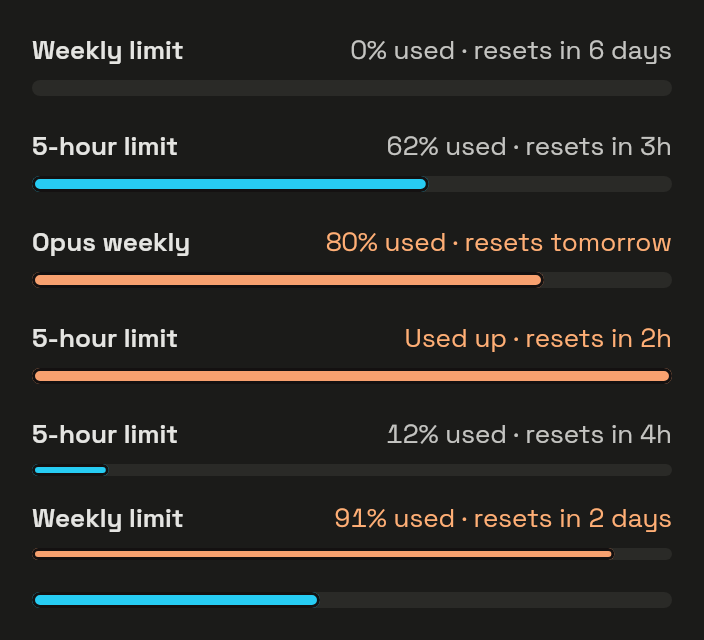 Weekly limit 0% used · resets in 6 days
5-hour limit 62% used · resets in 3h
Opus weekly 80% used · resets tomorrow
5-hour limit Used up · resets in 2h
5-hour limit 12% used · resets in 4h
Weekly limit 91% used · resets in 2 days